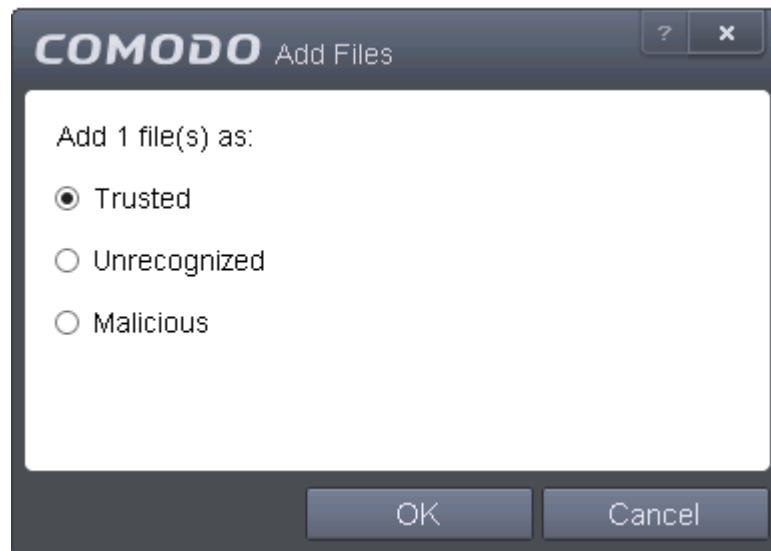 COMODO Add Files ? ×
Add 1 file(s) as:
Trusted
Unrecognized
Malicious
OK Cancel